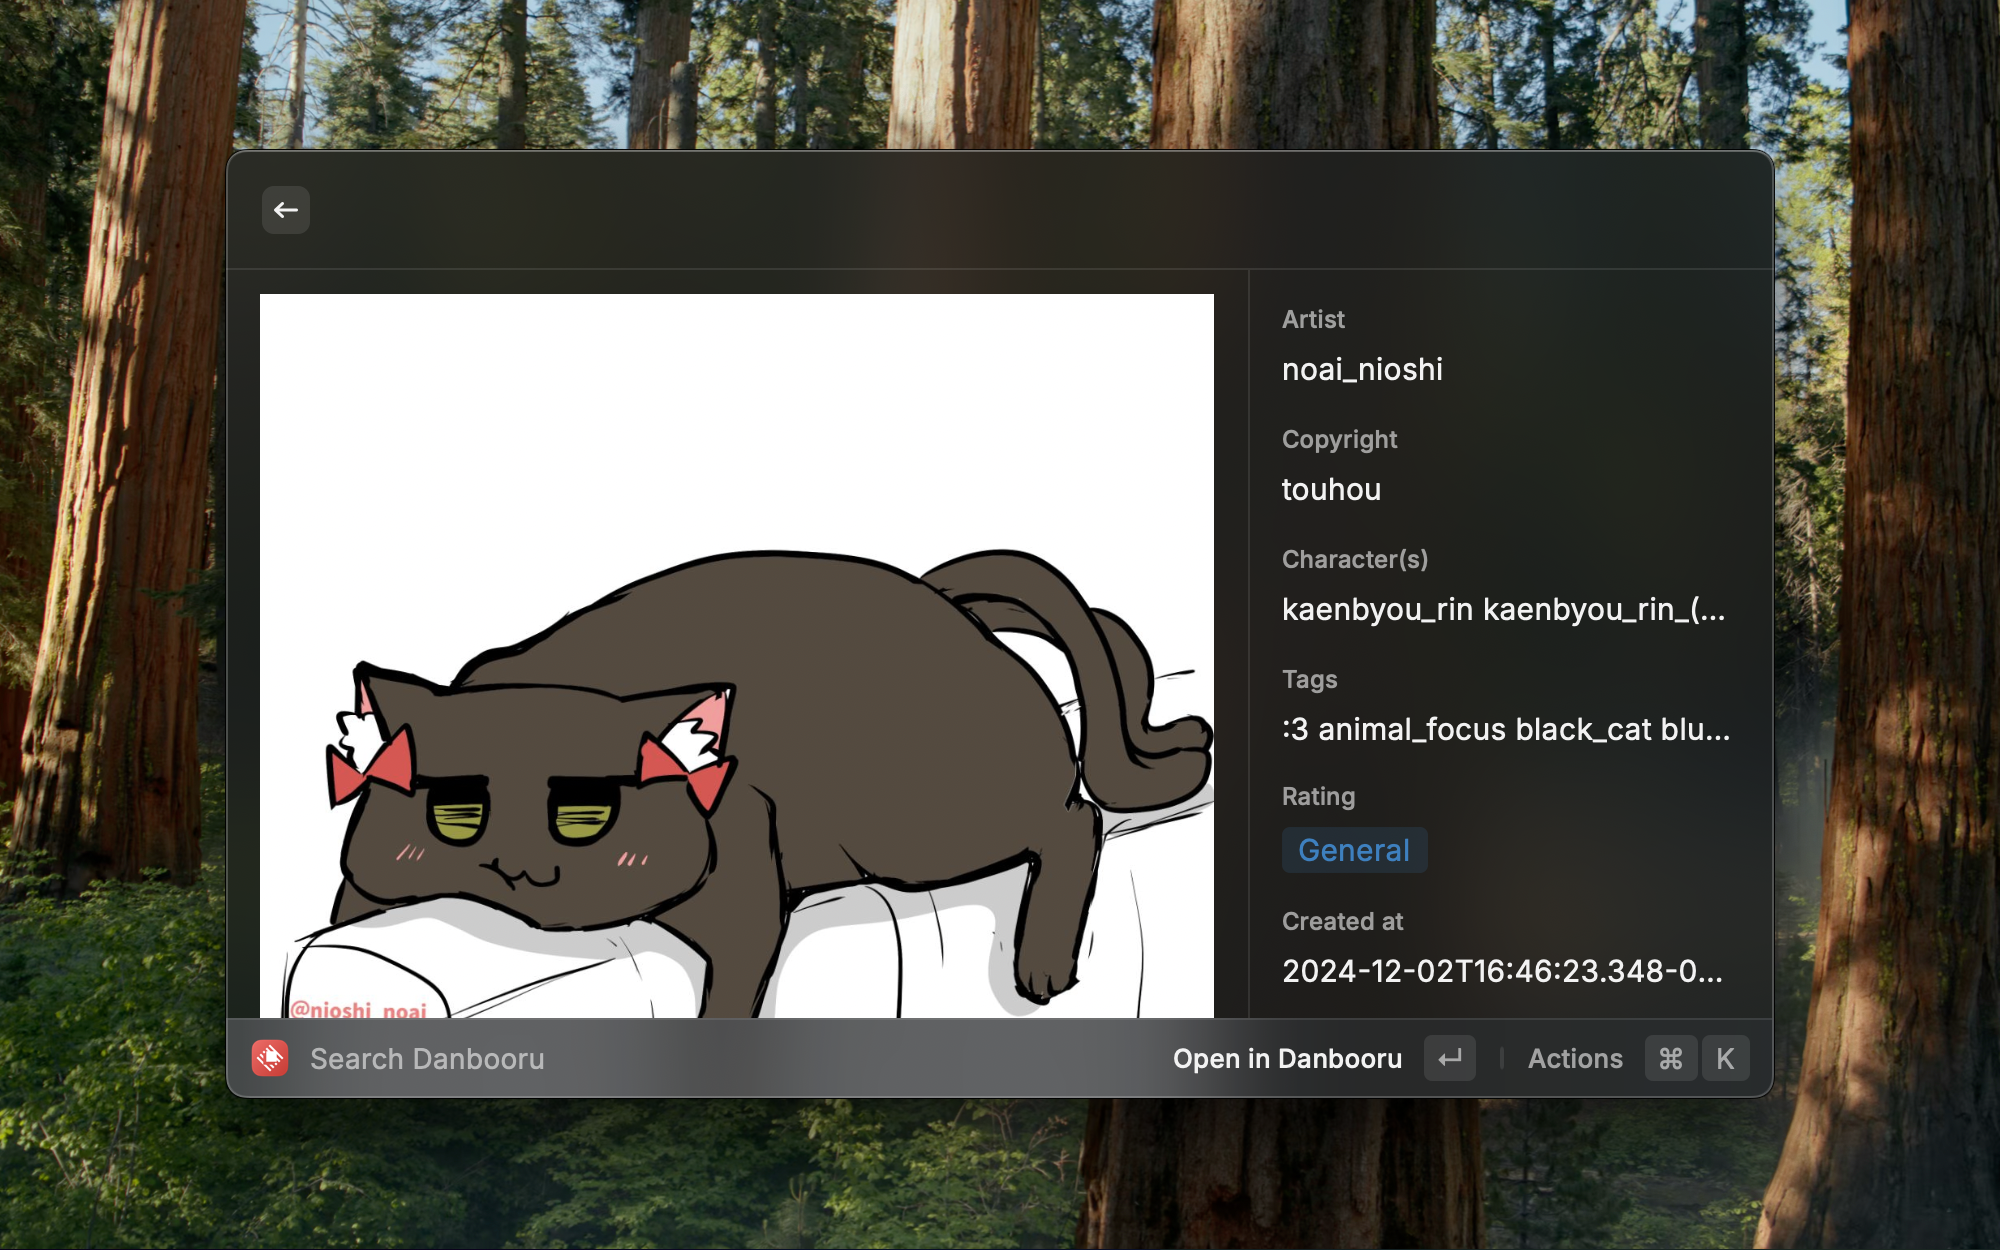 Artist
noai_nioshi
Copyright
touhou
Character(s)
kaenbyou_rin kaenbyou_rin_(...
Tags
:3 animal_focus black_cat blu...
Rating
General
Created at
2024-12-02T16:46:23.348-0...
@nioshi_noai
Search Danbooru
Open in Danbooru
Actions
⌘ K